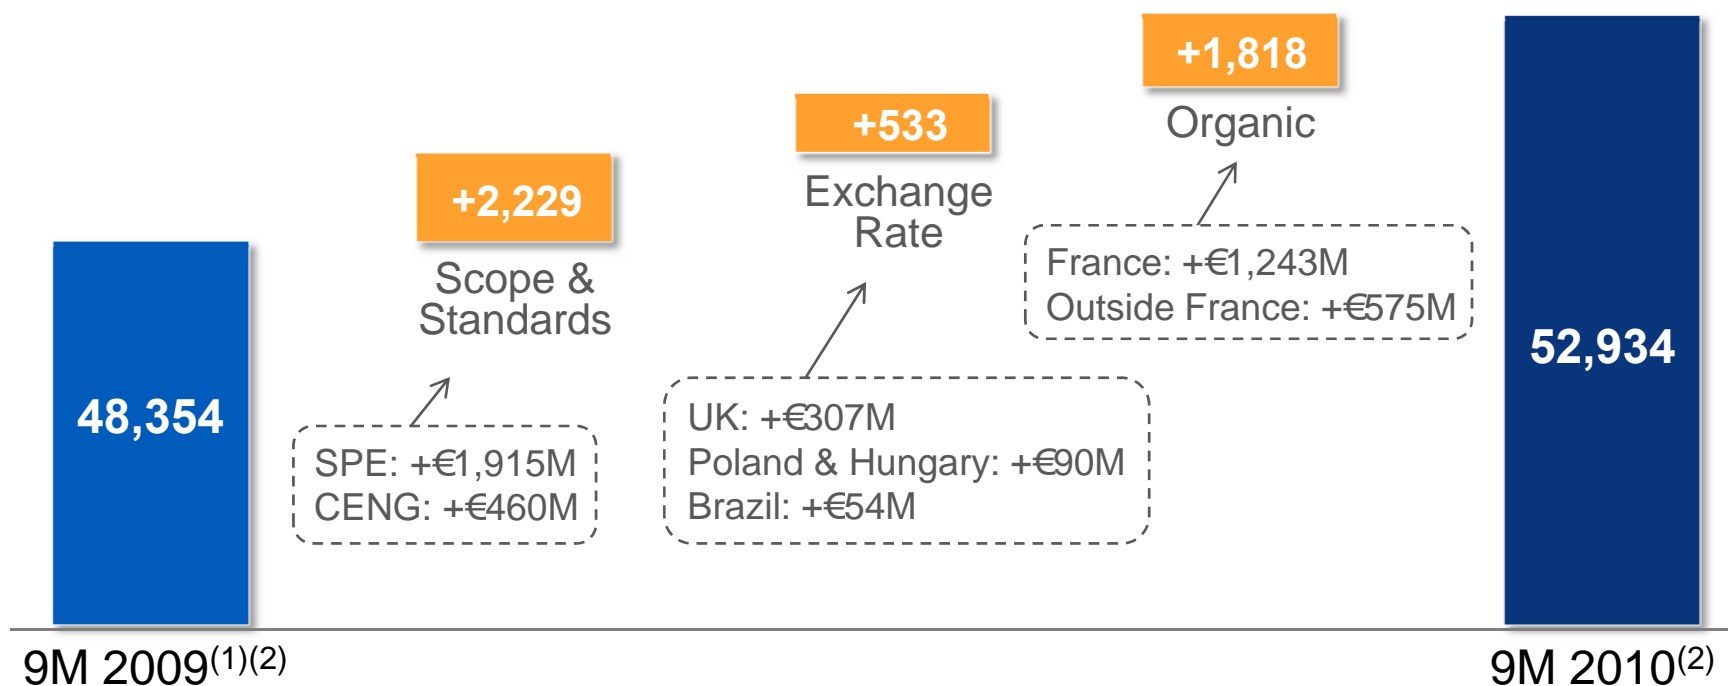 48,354
9M 2009(1)(2)
+2,229
Scope &
Standards
SPE: +€1,915M
CENG: +€460M
+533
Exchange
Rate
UK: +€307M
Poland & Hungary: +€90M
Brazil: +€54M
+1,818
Organic
France: +€1,243M
Outside France: +€575M
52,934
9M 2010(2)